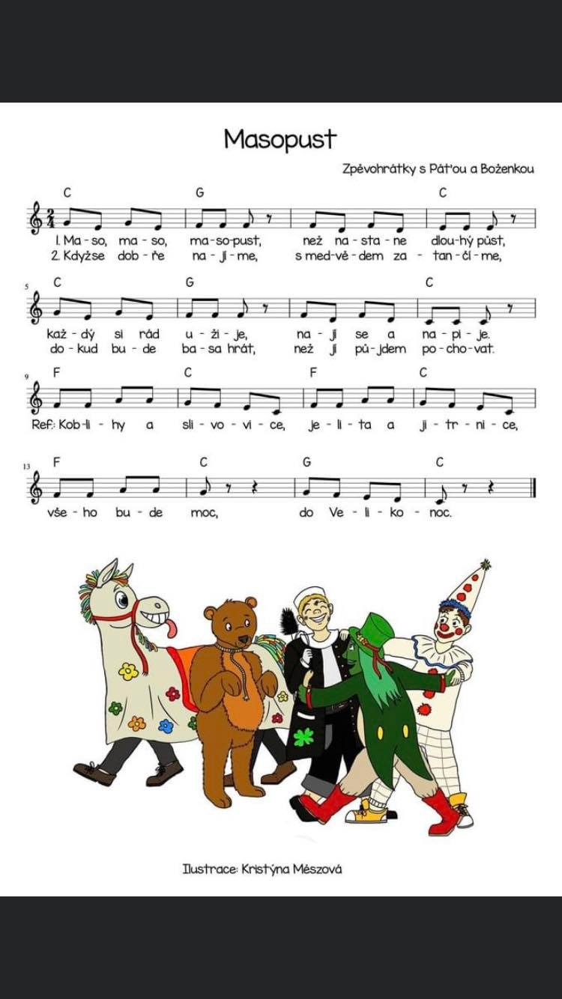 Masopust
Zpěvohrátky s Páťou a Boženkou
C G C
2/4
1. Ma - so, ma - so, ma - so-pust, než na - sta - ne dlou-hý půst,
2. Kdyžse dob - ře na - jí - me, s med-vě - dem za - tan - čí - me,
5
C G C
kaž - dý si rád u - ži - je, na - jí se a na - pi - je.
do - kud bu - de ba - sa hrát, než jí pů - jdem po - cho - vat.
9
F C F C
Ref: Kob-li - hy a sli - vo - vi - ce, je - li - ta a ji - tr - ni - ce,
13
F C G C
vše - ho bu - de moc, do Ve - li - ko - noc.
Ilustrace: Kristýna Mészová